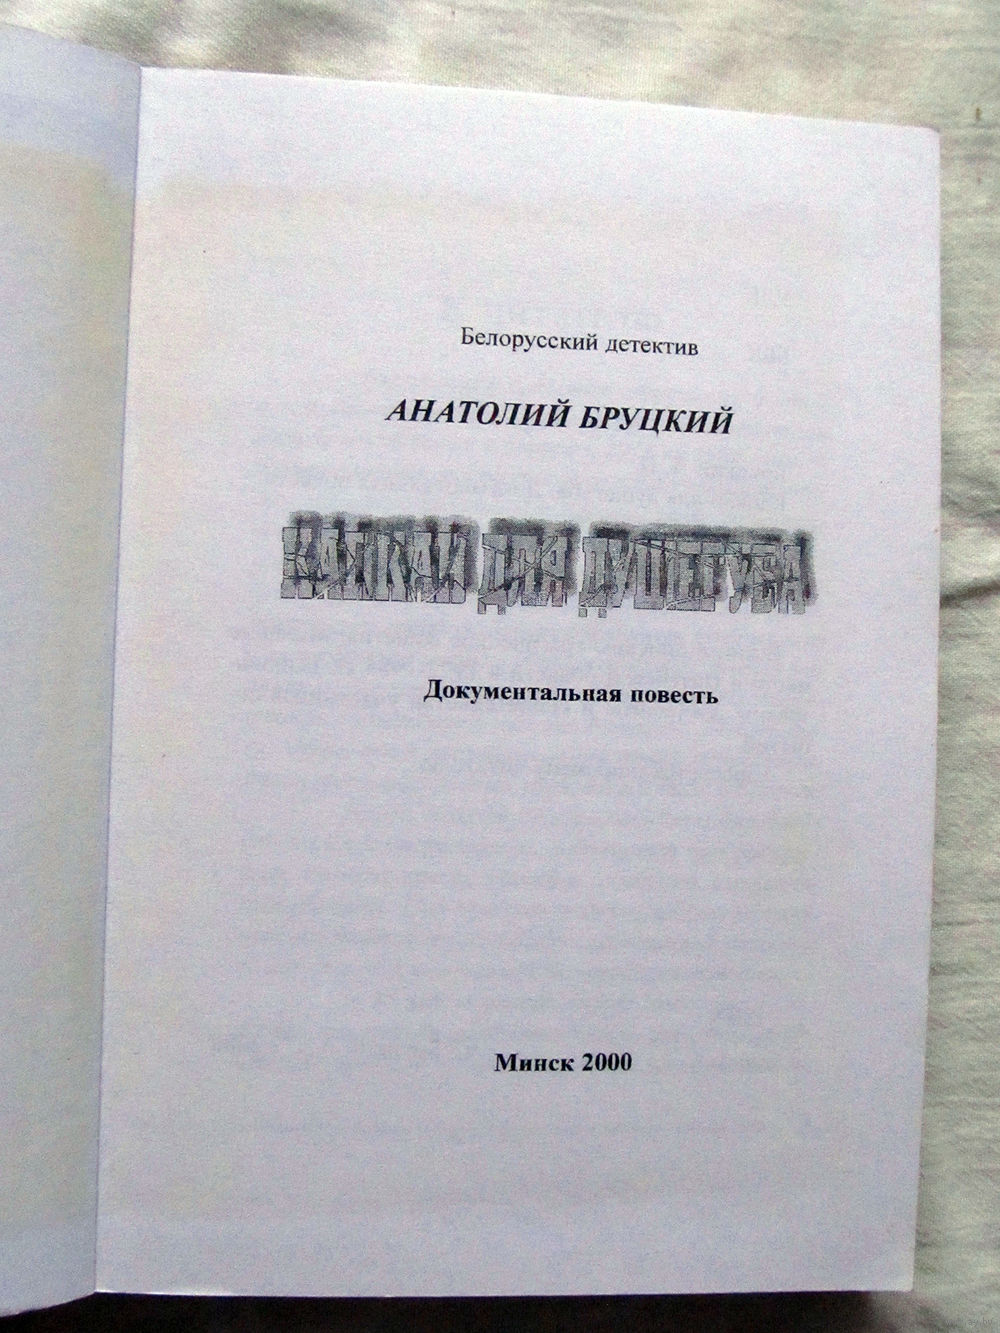 Белорусский детектив
АНАТОЛИЙ БРУЦКИЙ
КАПКАН ДЛЯ ДУШЕГУБА
Документальная повесть
Минск 2000